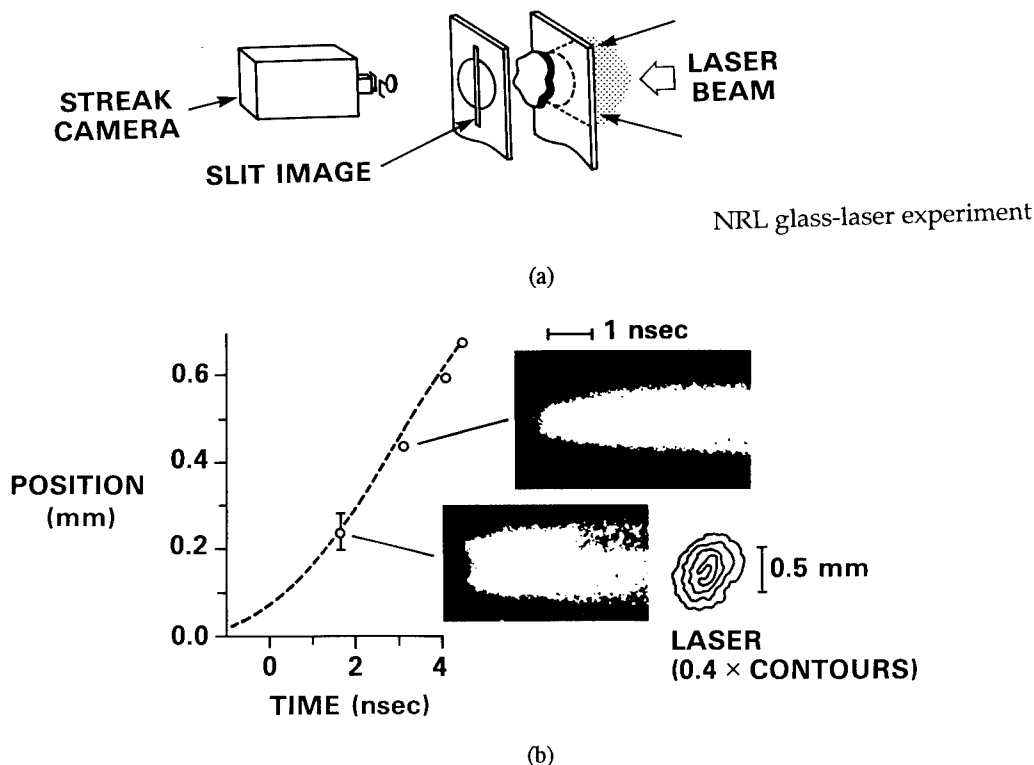 STREAK
CAMERA
SLIT IMAGE
LASER
BEAM
NRL glass-laser experiment
(a)
1 nsec
0.6
0.4
0.2
0.0
POSITION
(mm)
0 2 4
TIME (nsec)
0.5 mm
LASER
(0.4 × CONTOURS)
(b)